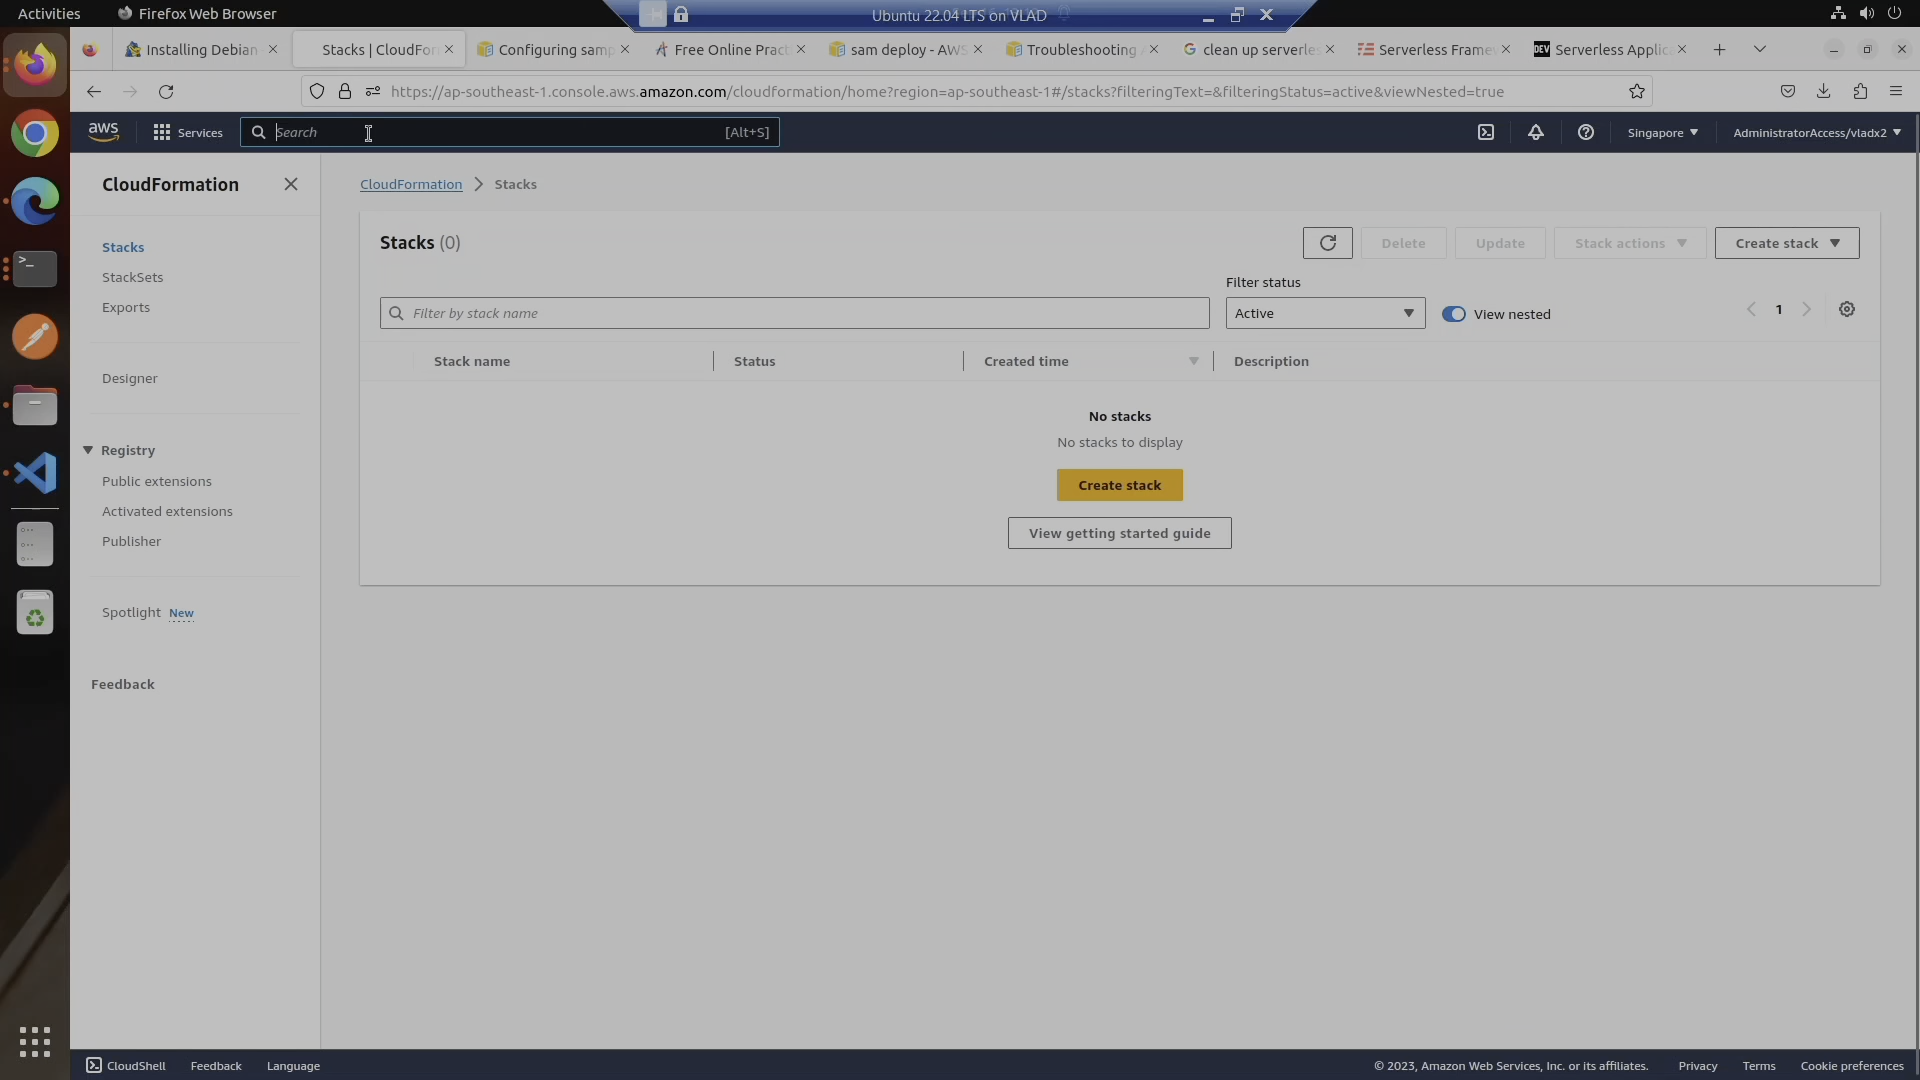 Activities
Firefox Web Browser
Ubuntu 22.04 LTS on VLAD
Installing Debian
Stacks | CloudFor
Configuring samp
Free Online Pract
sam deploy - AWS
Troubleshooting
clean up serverle
Serverless Frame
DEV
Serverless Applic
https://ap-southeast-1.console.aws.amazon.com/cloudformation/home?region=ap-southeast-1#/stacks?filteringText=&filteringStatus=active&viewNested=true
aws
Services
Search
[Alt+S]
Singapore
AdministratorAccess/vladx2
CloudFormation
CloudFormation
Stacks
Stacks
StackSets
Exports
Designer
Registry
Public extensions
Activated extensions
Publisher
Spotlight New
Feedback
Stacks (0)
Delete
Update
Stack actions
Create stack
Filter by stack name
Filter status
Active
View nested
1
Stack name
Status
Created time
Description
No stacks
No stacks to display
Create stack
View getting started guide
CloudShell
Feedback
Language
© 2023, Amazon Web Services, Inc. or its affiliates.
Privacy
Terms
Cookie preferences